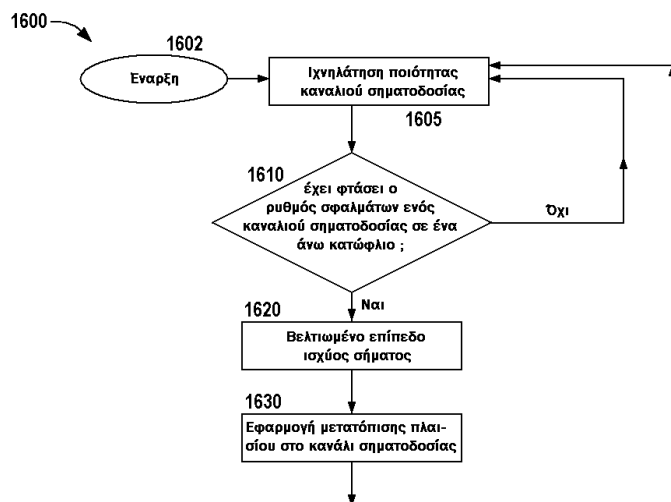 1600
1602
Έναρξη
Ιχνηλάτηση ποιότητας
καναλιού σηματοδοσίας
1605
1610
έχει φτάσει ο
ρυθμός σφαλμάτων ενός
καναλιού σηματοδοσίας σε ένα
άνω κατώφλιο ;
Όχι
Ναι
1620
Βελτιωμένο επίπεδο
ισχύος σήματος
1630
Εφαρμογή μετατόπισης πλαι-
σίου στο κανάλι σηματοδοσίας